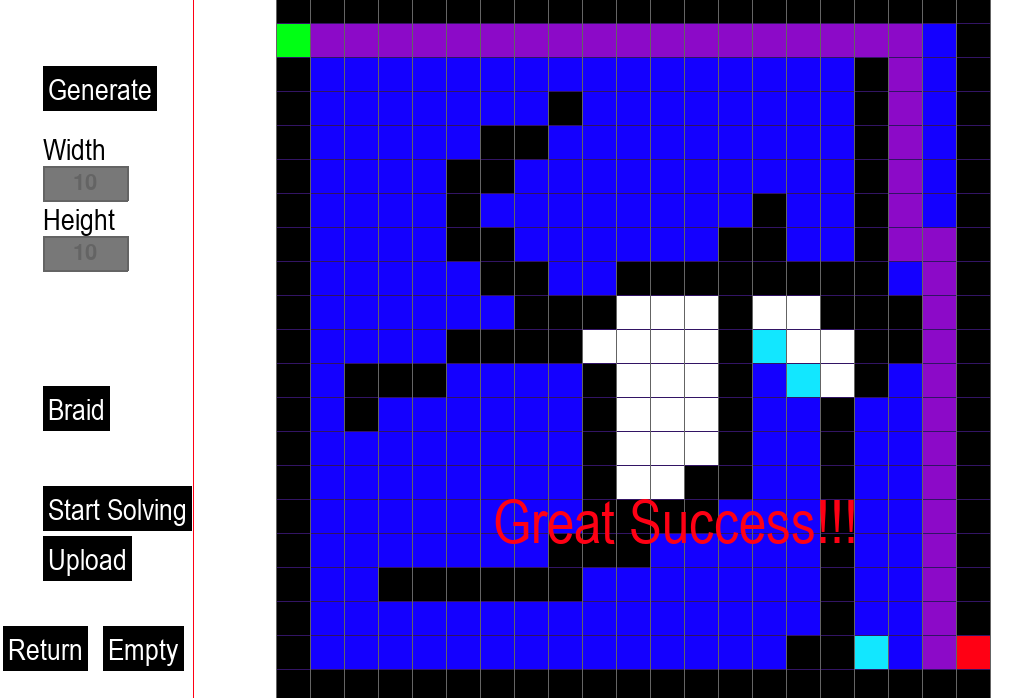 Generate
Width
10
Height
10
Braid
Start Solving
Great Success!!!
Upload
Return Empty